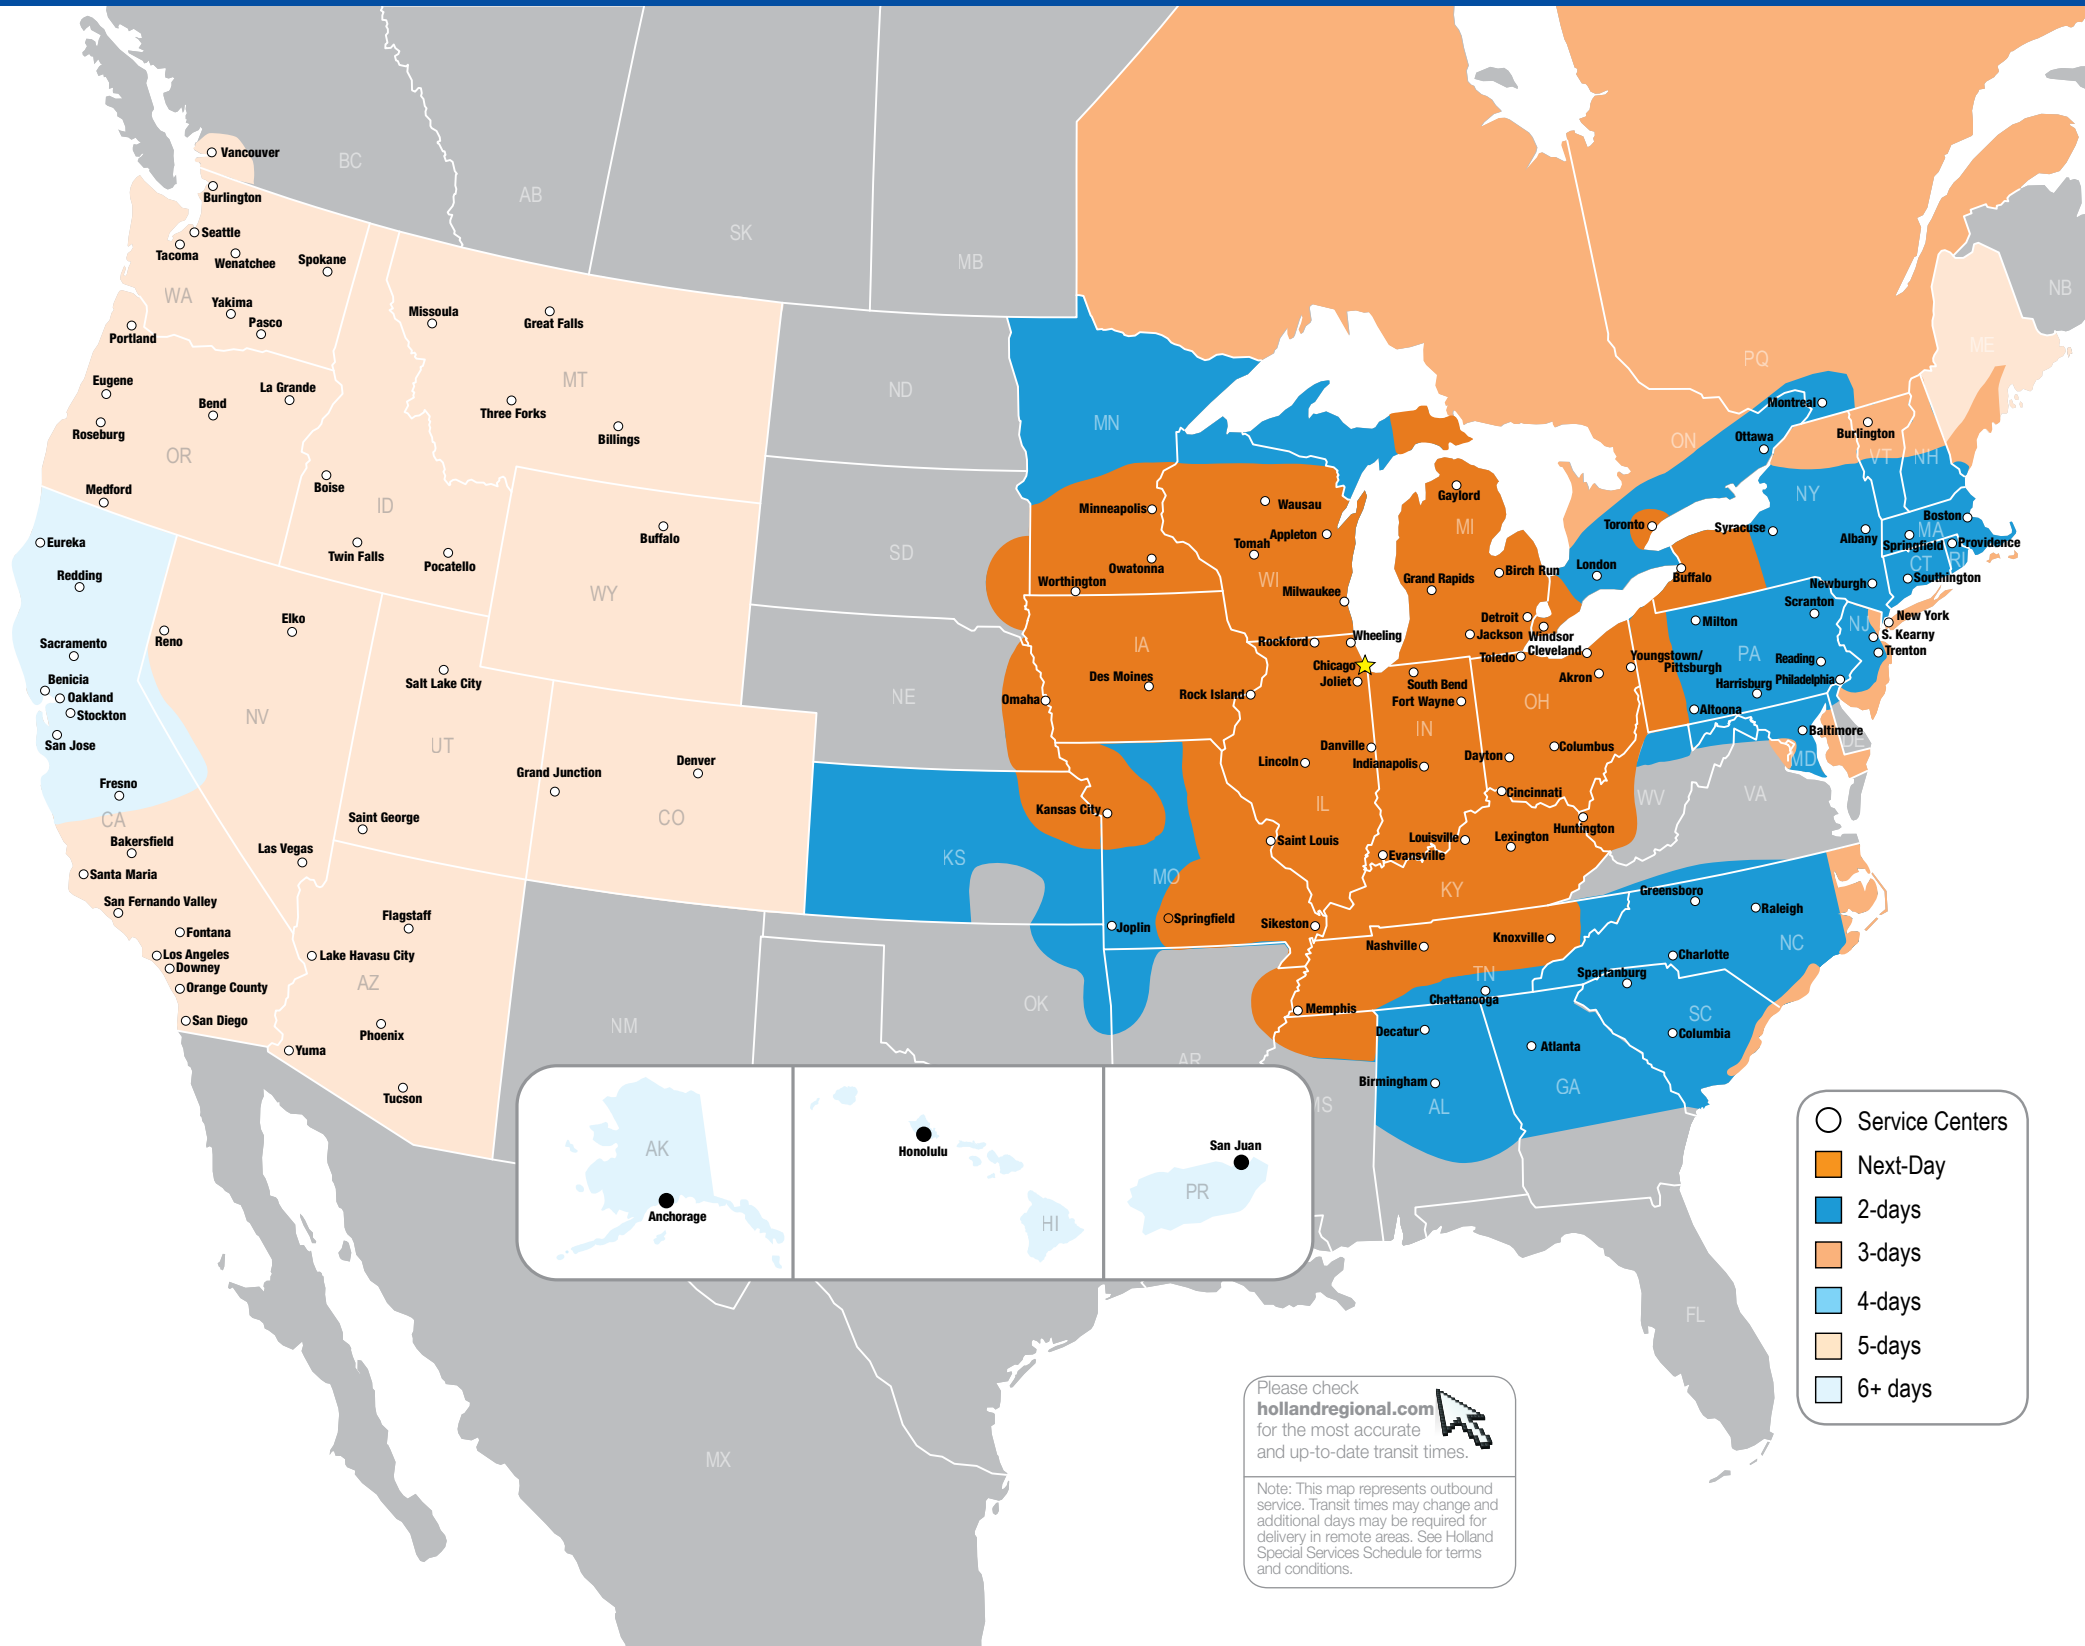 Vancouver
BC
AB
SK
MB
Burlington
Seattle
Tacoma
Wenatchee
Spokane
WA
Yakima
Pasco
Portland
Missoula
Great Falls
MT
Eugene
La Grande
Bend
Three Forks
Roseburg
Billings
OR
Boise
Medford
ID
Eureka
Twin Falls
Pocatello
Buffalo
Redding
WY
Elko
Reno
Sacramento
Benicia
Oakland
Stockton
San Jose
NV
Salt Lake City
UT
Grand Junction
Denver
Fresno
CA
Saint George
CO
Bakersfield
Las Vegas
Santa Maria
San Fernando Valley
Flagstaff
Fontana
Los Angeles
Lake Havasu City
Downey
AZ
Orange County
San Diego
Phoenix
Yuma
Tucson
NM
ND
SD
NE
KS
OK
AR
MS
MN
Minneapolis
Owatonna
Worthington
Wausau
Appleton
Tomah
WI
Milwaukee
IA
Des Moines
Omaha
Rock Island
Rockford
Wheeling
Chicago
Joliet
Kansas City
MO
Joplin
Springfield
Sikeston
Lincoln
Danville
IL
Saint Louis
Gaylord
MI
Birch Run
Grand Rapids
Detroit
Jackson
Windsor
Toledo
Cleveland
South Bend
Fort Wayne
IN
Indianapolis
Akron
Youngstown/
Pittsburgh
OH
Columbus
Dayton
Cincinnati
Huntington
Louisville
Lexington
Evansville
KY
WV
VA
Nashville
Knoxville
TN
Chattanooga
Memphis
Decatur
Birmingham
AL
Atlanta
GA
Greensboro
Raleigh
NC
Charlotte
Spartanburg
SC
Columbia
FL
PQ
ON
NB
ME
Montreal
Ottawa
Burlington
VT
NH
NY
Toronto
London
Buffalo
Syracuse
Albany
Boston
MA
Springfield
Providence
CT
RI
Southington
Newburgh
Scranton
Milton
New York
NJ
S. Kearny
Trenton
PA
Reading
Philadelphia
Harrisburg
Altoona
Baltimore
DE
MD
AK
Anchorage
Honolulu
HI
San Juan
PR
MX
Service Centers
Next-Day
2-days
3-days
4-days
5-days
6+ days
Please check
hollandregional.com
for the most accurate
and up-to-date transit times.
Note: This map represents outbound
service. Transit times may change and
additional days may be required for
delivery in remote areas. See Holland
Special Services Schedule for terms
and conditions.